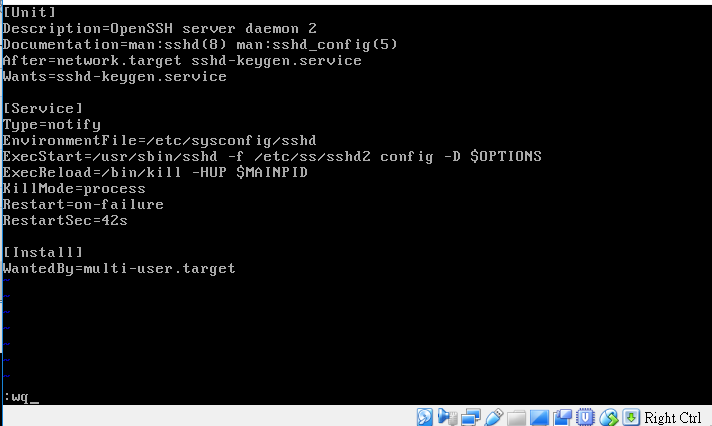 [Unit]
Description=OpenSSH server daemon 2
Documentation=man:sshd(8) man:sshd_config(5)
After=network.target sshd-keygen.service
Wants=sshd-keygen.service
[Service]
Type=notify
EnvironmentFile=/etc/sysconfig/sshd
ExecStart=/usr/sbin/sshd -f /etc/ss/sshd2 config -D $OPTIONS
ExecReload=/bin/kill -HUP $MAINPID
KillMode=process
Restart=on-failure
RestartSec=42s
[Install]
WantedBy=multi-user.target
~
~
~
~
~
~
~
:wq_
Right Ctrl